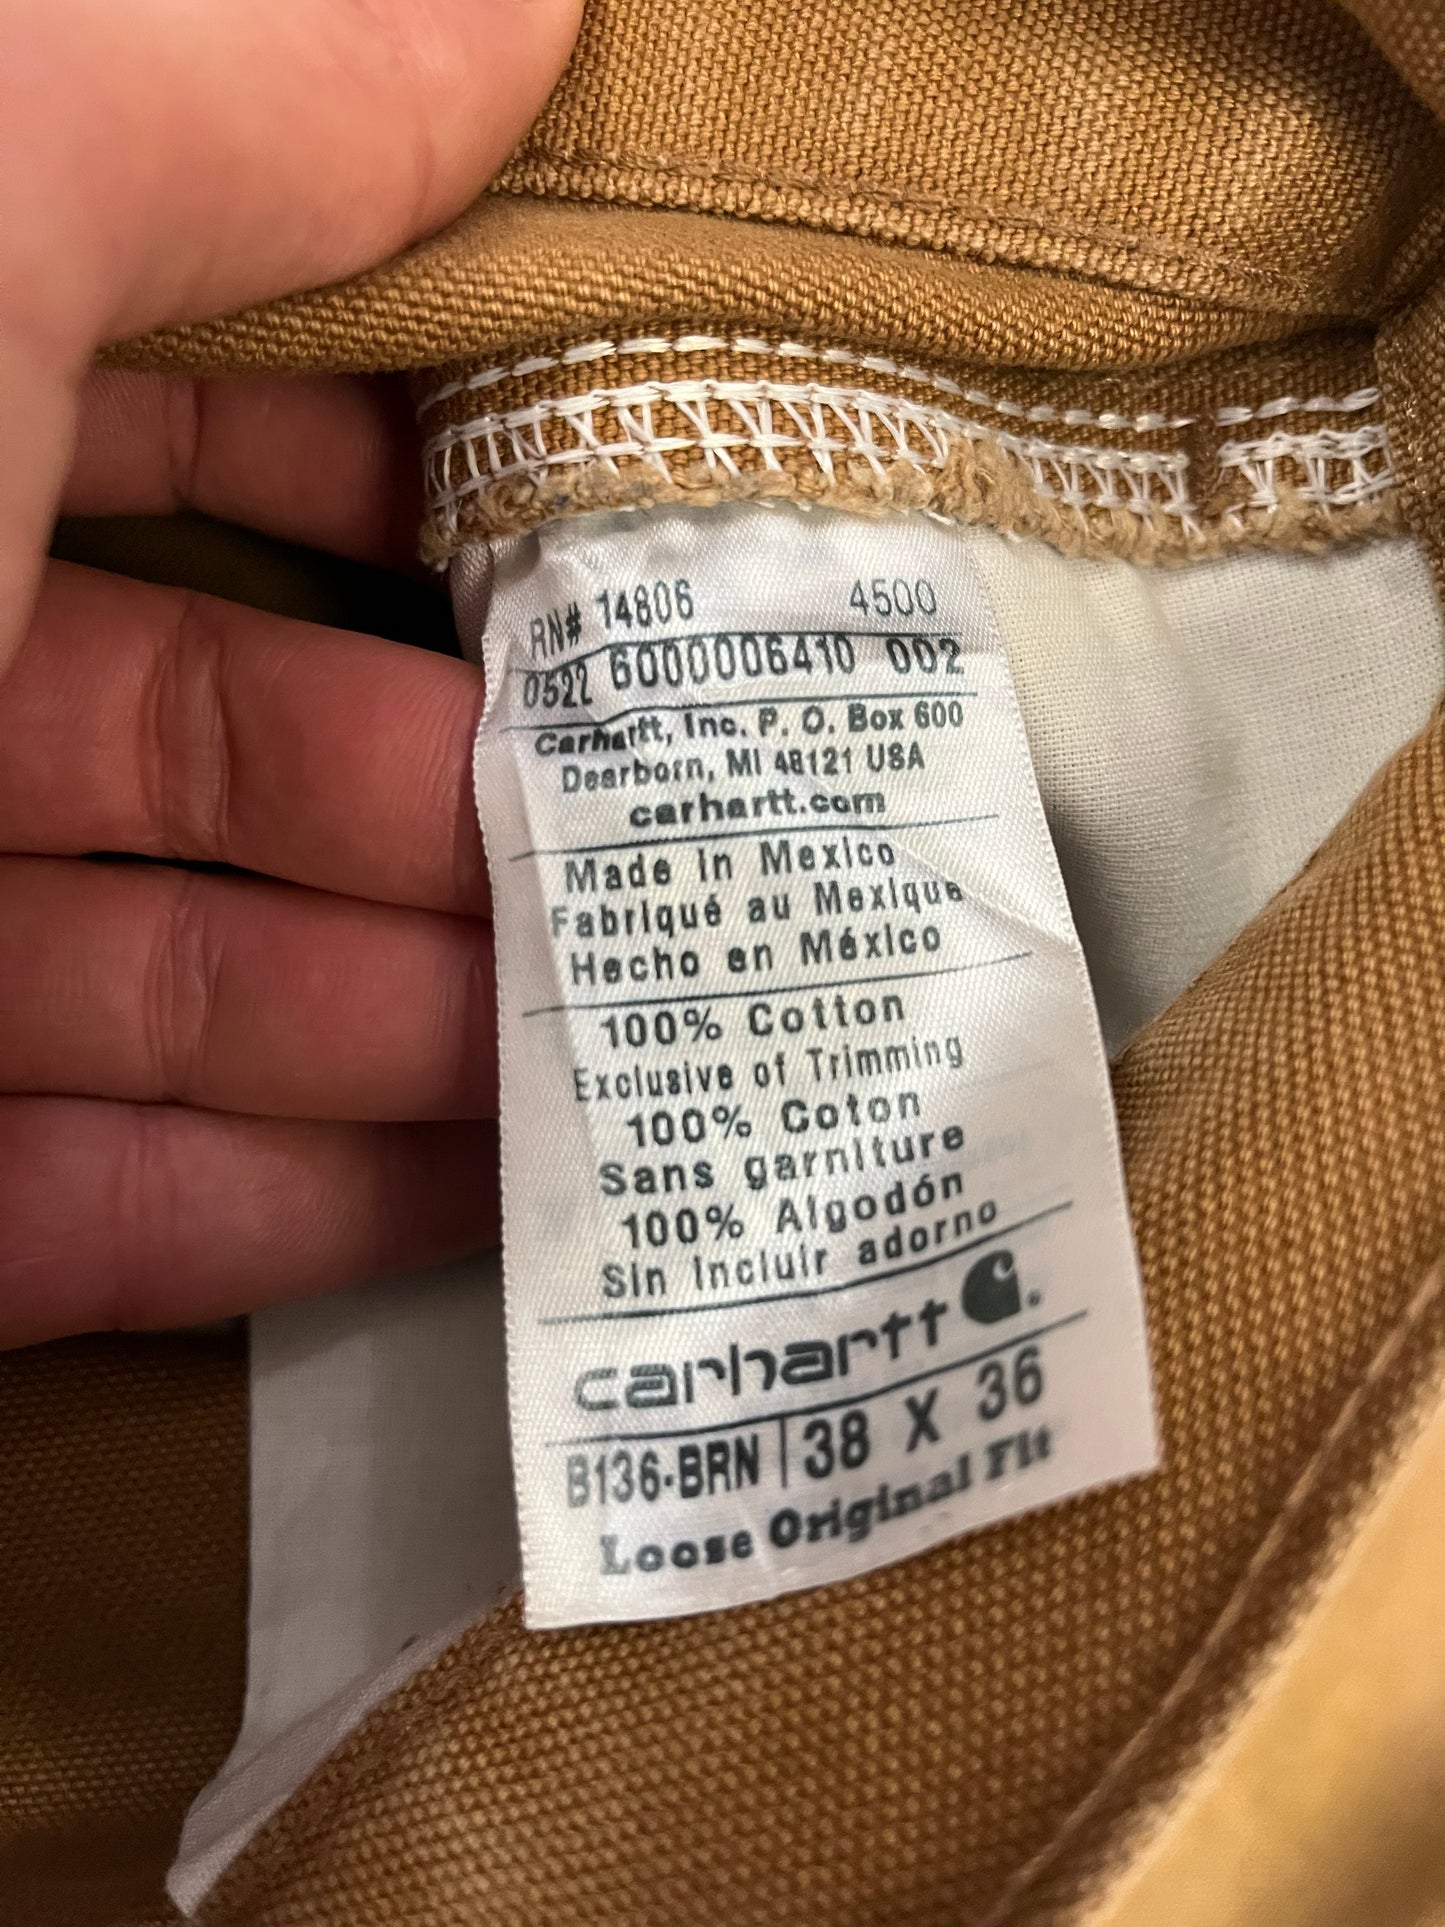 RN# 14806 4500
0522 6000006410 002
Carhartt, Inc. P. O. Box 600
Dearborn, MI 48121 USA
carhartt.com
Made in Mexico
Fabriqué au Mexique
Hecho en México
100% Cotton
Exclusive of Trimming
100% Coton
Sans garniture
100% Algodón
Sin incluir adorno
carhartt
B136-BRN 38 X 36
Loose Original Fit